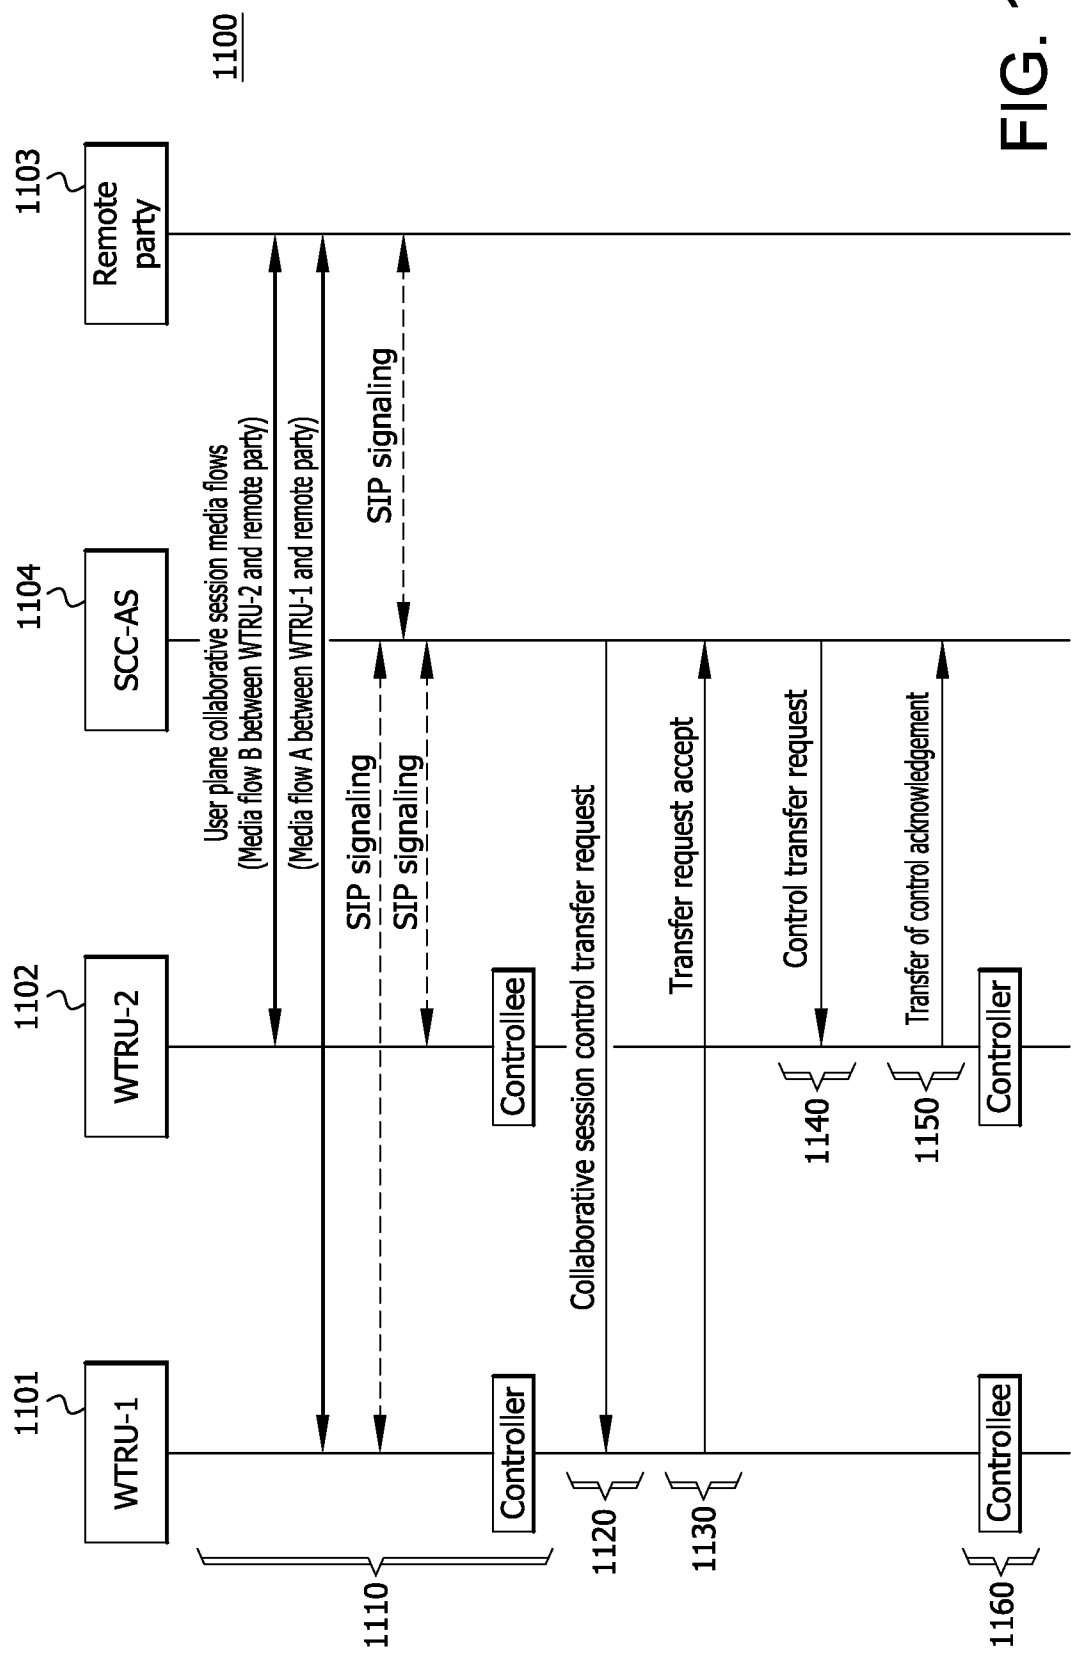 1100
1101
1102
1104
1103
WTRU-1
WTRU-2
SCC-AS
Remote
party
User plane collaborative session media flows
(Media flow B between WTRU-2 and remote party)
(Media flow A between WTRU-1 and remote party)
SIP signaling
SIP signaling
SIP signaling
1110
Controller
Controllee
Collaborative session control transfer request
1120
Transfer request accept
1130
Control transfer request
1140
Transfer of control acknowledgement
1150
Controllee
Controller
1160
FIG.